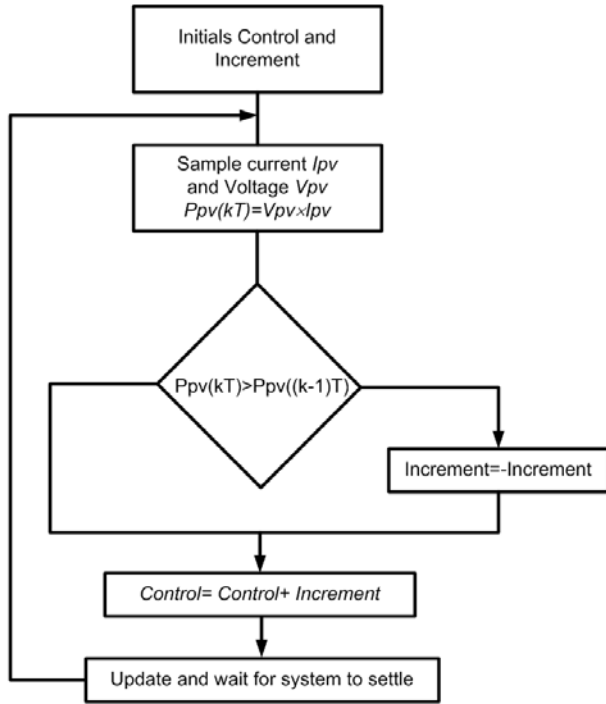 Initials Control and
Increment
Sample current Ipv
and Voltage Vpv
Ppv(kT)=Vpv×Ipv
Ppv(kT)>Ppv((k-1)T)
Increment=-Increment
Control= Control+ Increment
Update and wait for system to settle